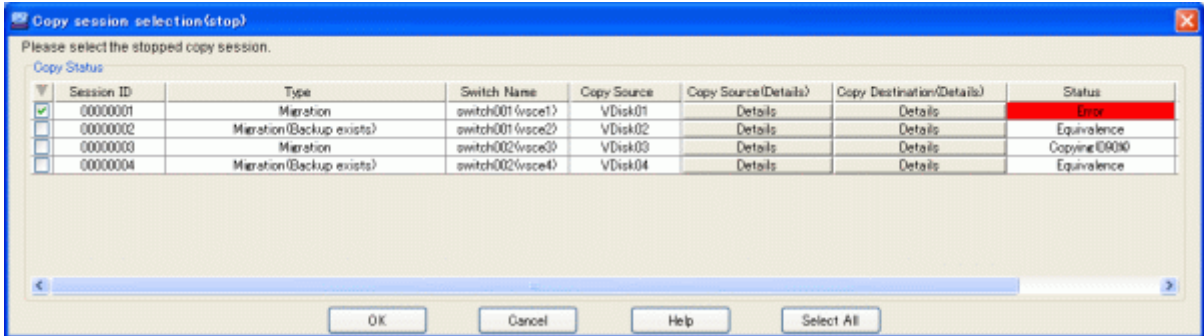 Copy session selection(stop)
Please select the stopped copy session.
Copy Status
Session ID Type Switch Name Copy Source Copy Source(Details) Copy Destination(Details) Status
00000001 Migration switch001(vsce1) VDisk01 Details Details Error
00000002 Migration(Backup exists) switch001(vsce2) VDisk02 Details Details Equivalence
00000003 Migration switch002(vsce3) VDisk03 Details Details Copying(090%)
00000004 Migration(Backup exists) switch002(vsce4) VDisk04 Details Details Equivalence
OK Cancel Help Select All